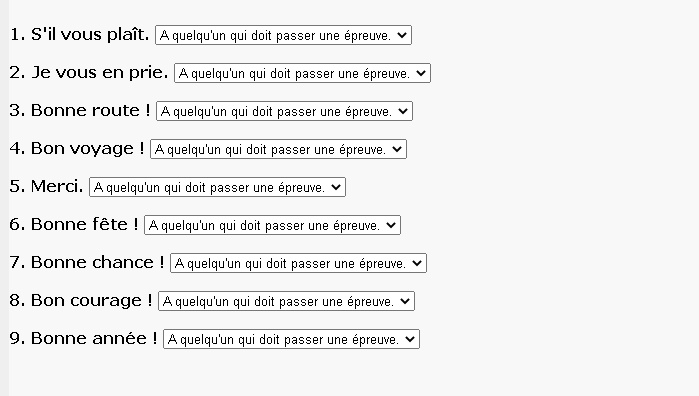 1. S'il vous plaît. A quelqu'un qui doit passer une épreuve.
2. Je vous en prie. A quelqu'un qui doit passer une épreuve.
3. Bonne route ! A quelqu'un qui doit passer une épreuve.
4. Bon voyage ! A quelqu'un qui doit passer une épreuve.
5. Merci. A quelqu'un qui doit passer une épreuve.
6. Bonne fête ! A quelqu'un qui doit passer une épreuve.
7. Bonne chance ! A quelqu'un qui doit passer une épreuve.
8. Bon courage ! A quelqu'un qui doit passer une épreuve.
9. Bonne année ! A quelqu'un qui doit passer une épreuve.